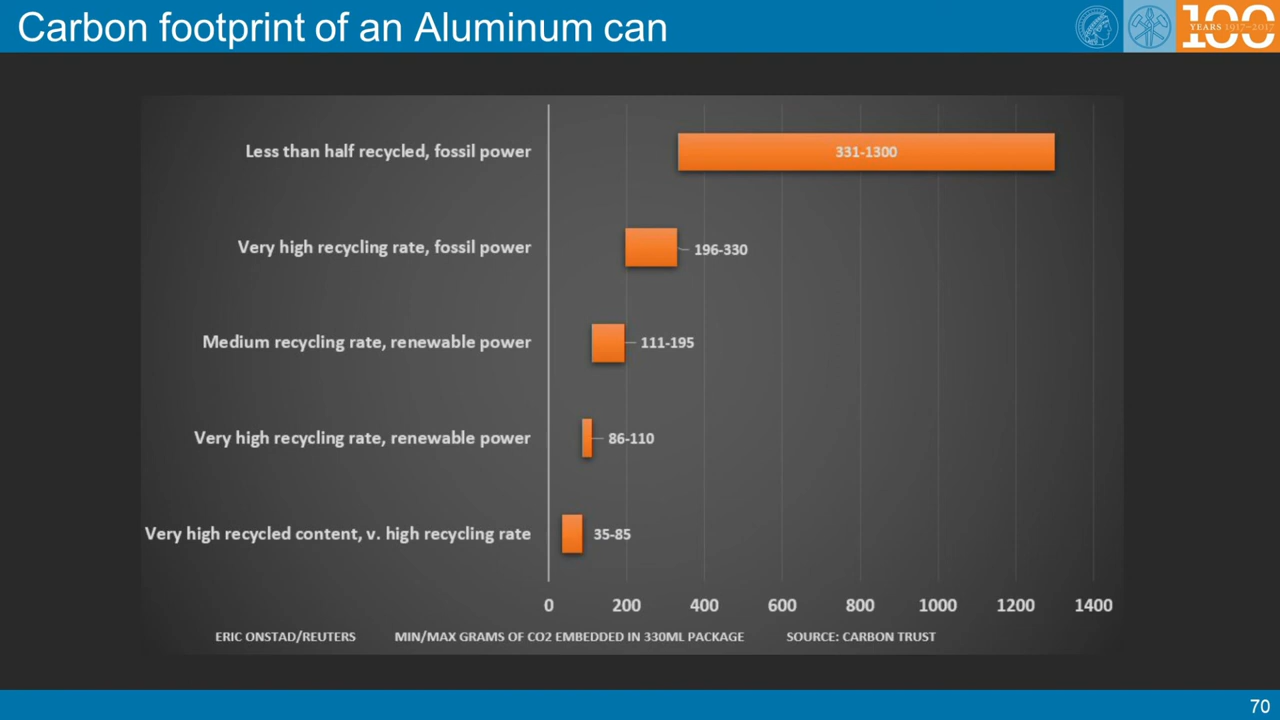 Carbon footprint of an Aluminum can
100
YEARS 1917–2017
Less than half recycled, fossil power
331-1300
Very high recycling rate, fossil power
196-330
Medium recycling rate, renewable power
111-195
Very high recycling rate, renewable power
86-110
Very high recycled content, v. high recycling rate
35-85
0 200 400 600 800 1000 1200 1400
ERIC ONSTAD/REUTERS MIN/MAX GRAMS OF CO2 EMBEDDED IN 330ML PACKAGE SOURCE: CARBON TRUST
70